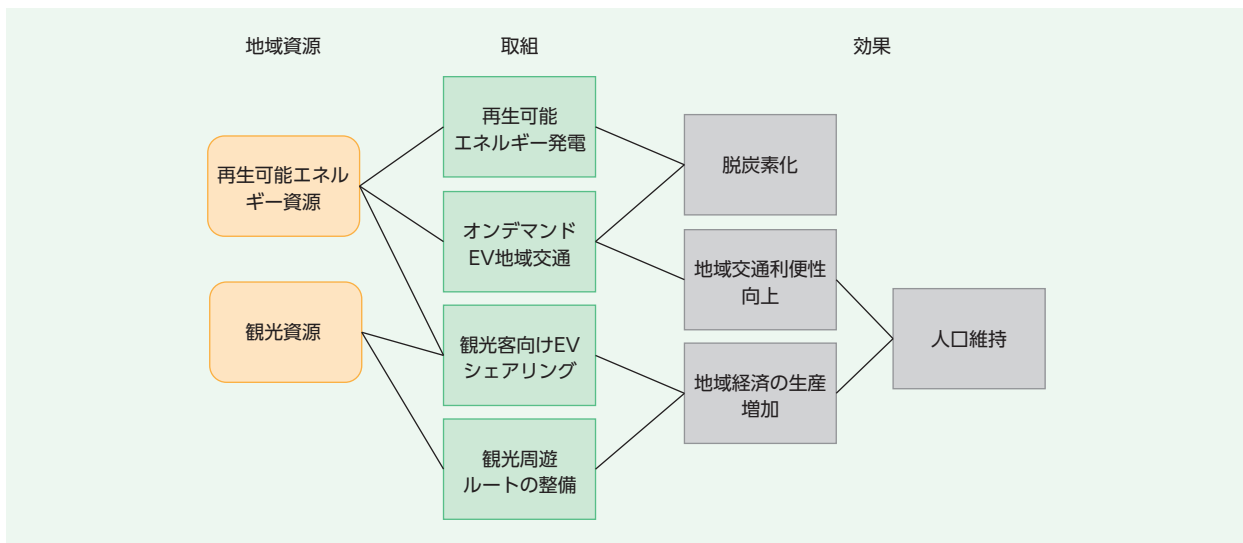 地域資源
取組
効果
再生可能エネル
ギー資源
観光資源
再生可能
エネルギー発電
オンデマンド
EV地域交通
観光客向けEV
シェアリング
観光周遊
ルートの整備
脱炭素化
地域交通利便性
向上
地域経済の生産
増加
人口維持